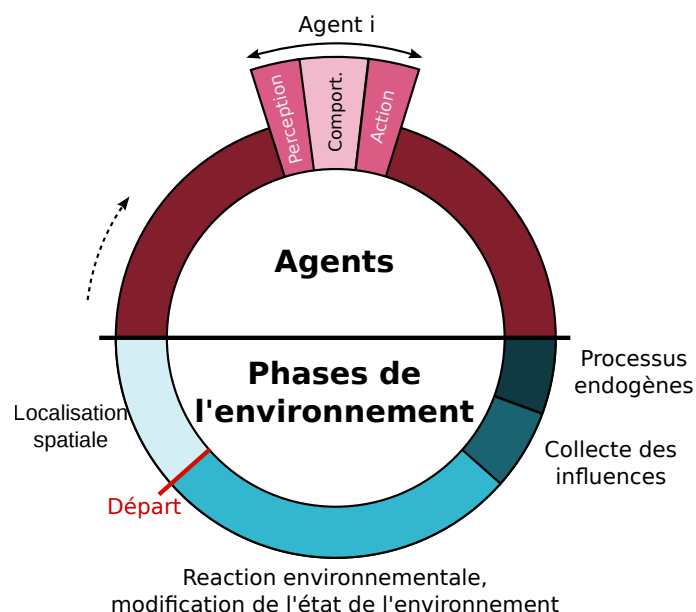 Agent i
Perception
Comport.
Action
Agents
Phases de
l'environnement
Processus
endogènes
Localisation
spatiale
Collecte des
influences
Départ
Reaction environnementale,
modification de l'état de l'environnement